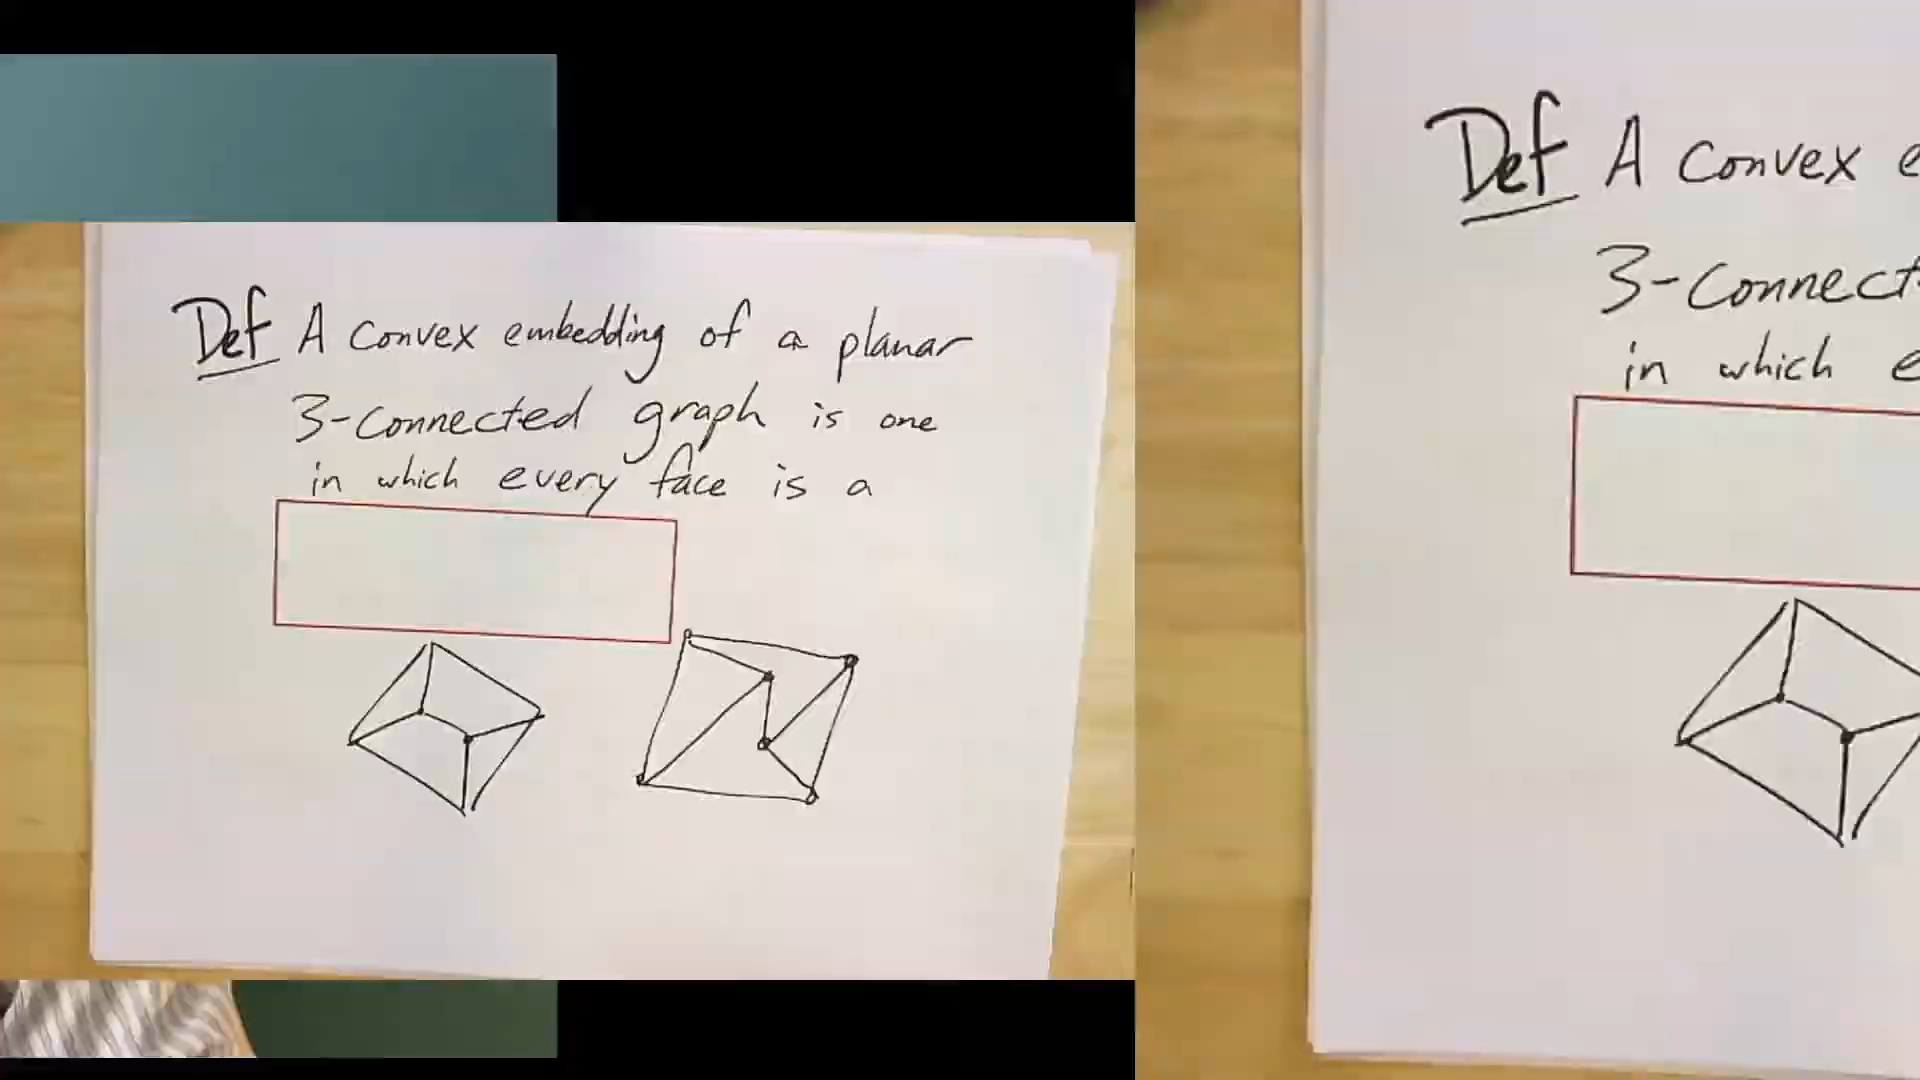 Def A convex embedding of a planar
3-connected graph is one
in which every face is a
Def A convex e
3-connect
in which e